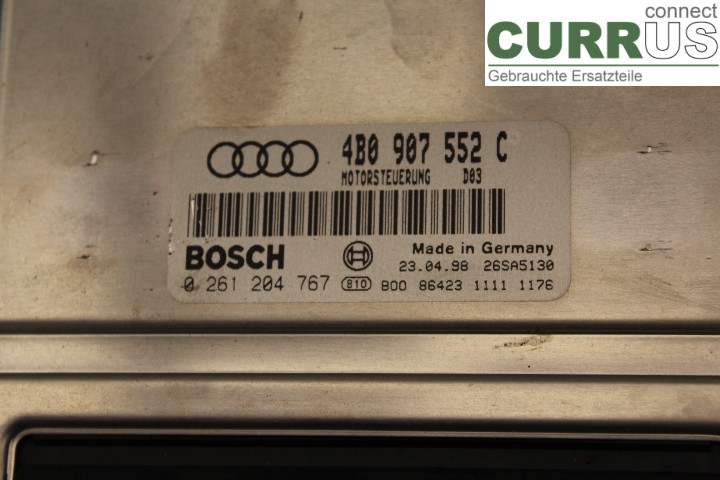 connect
CURRUS
Gebrauchte Ersatzteile
4B0 907 552 C
MOTORSTEUERUNG D03
BOSCH
Made in Germany
23.04.98 26SA5130
0 261 204 767 810 B00 86423 1111 1176